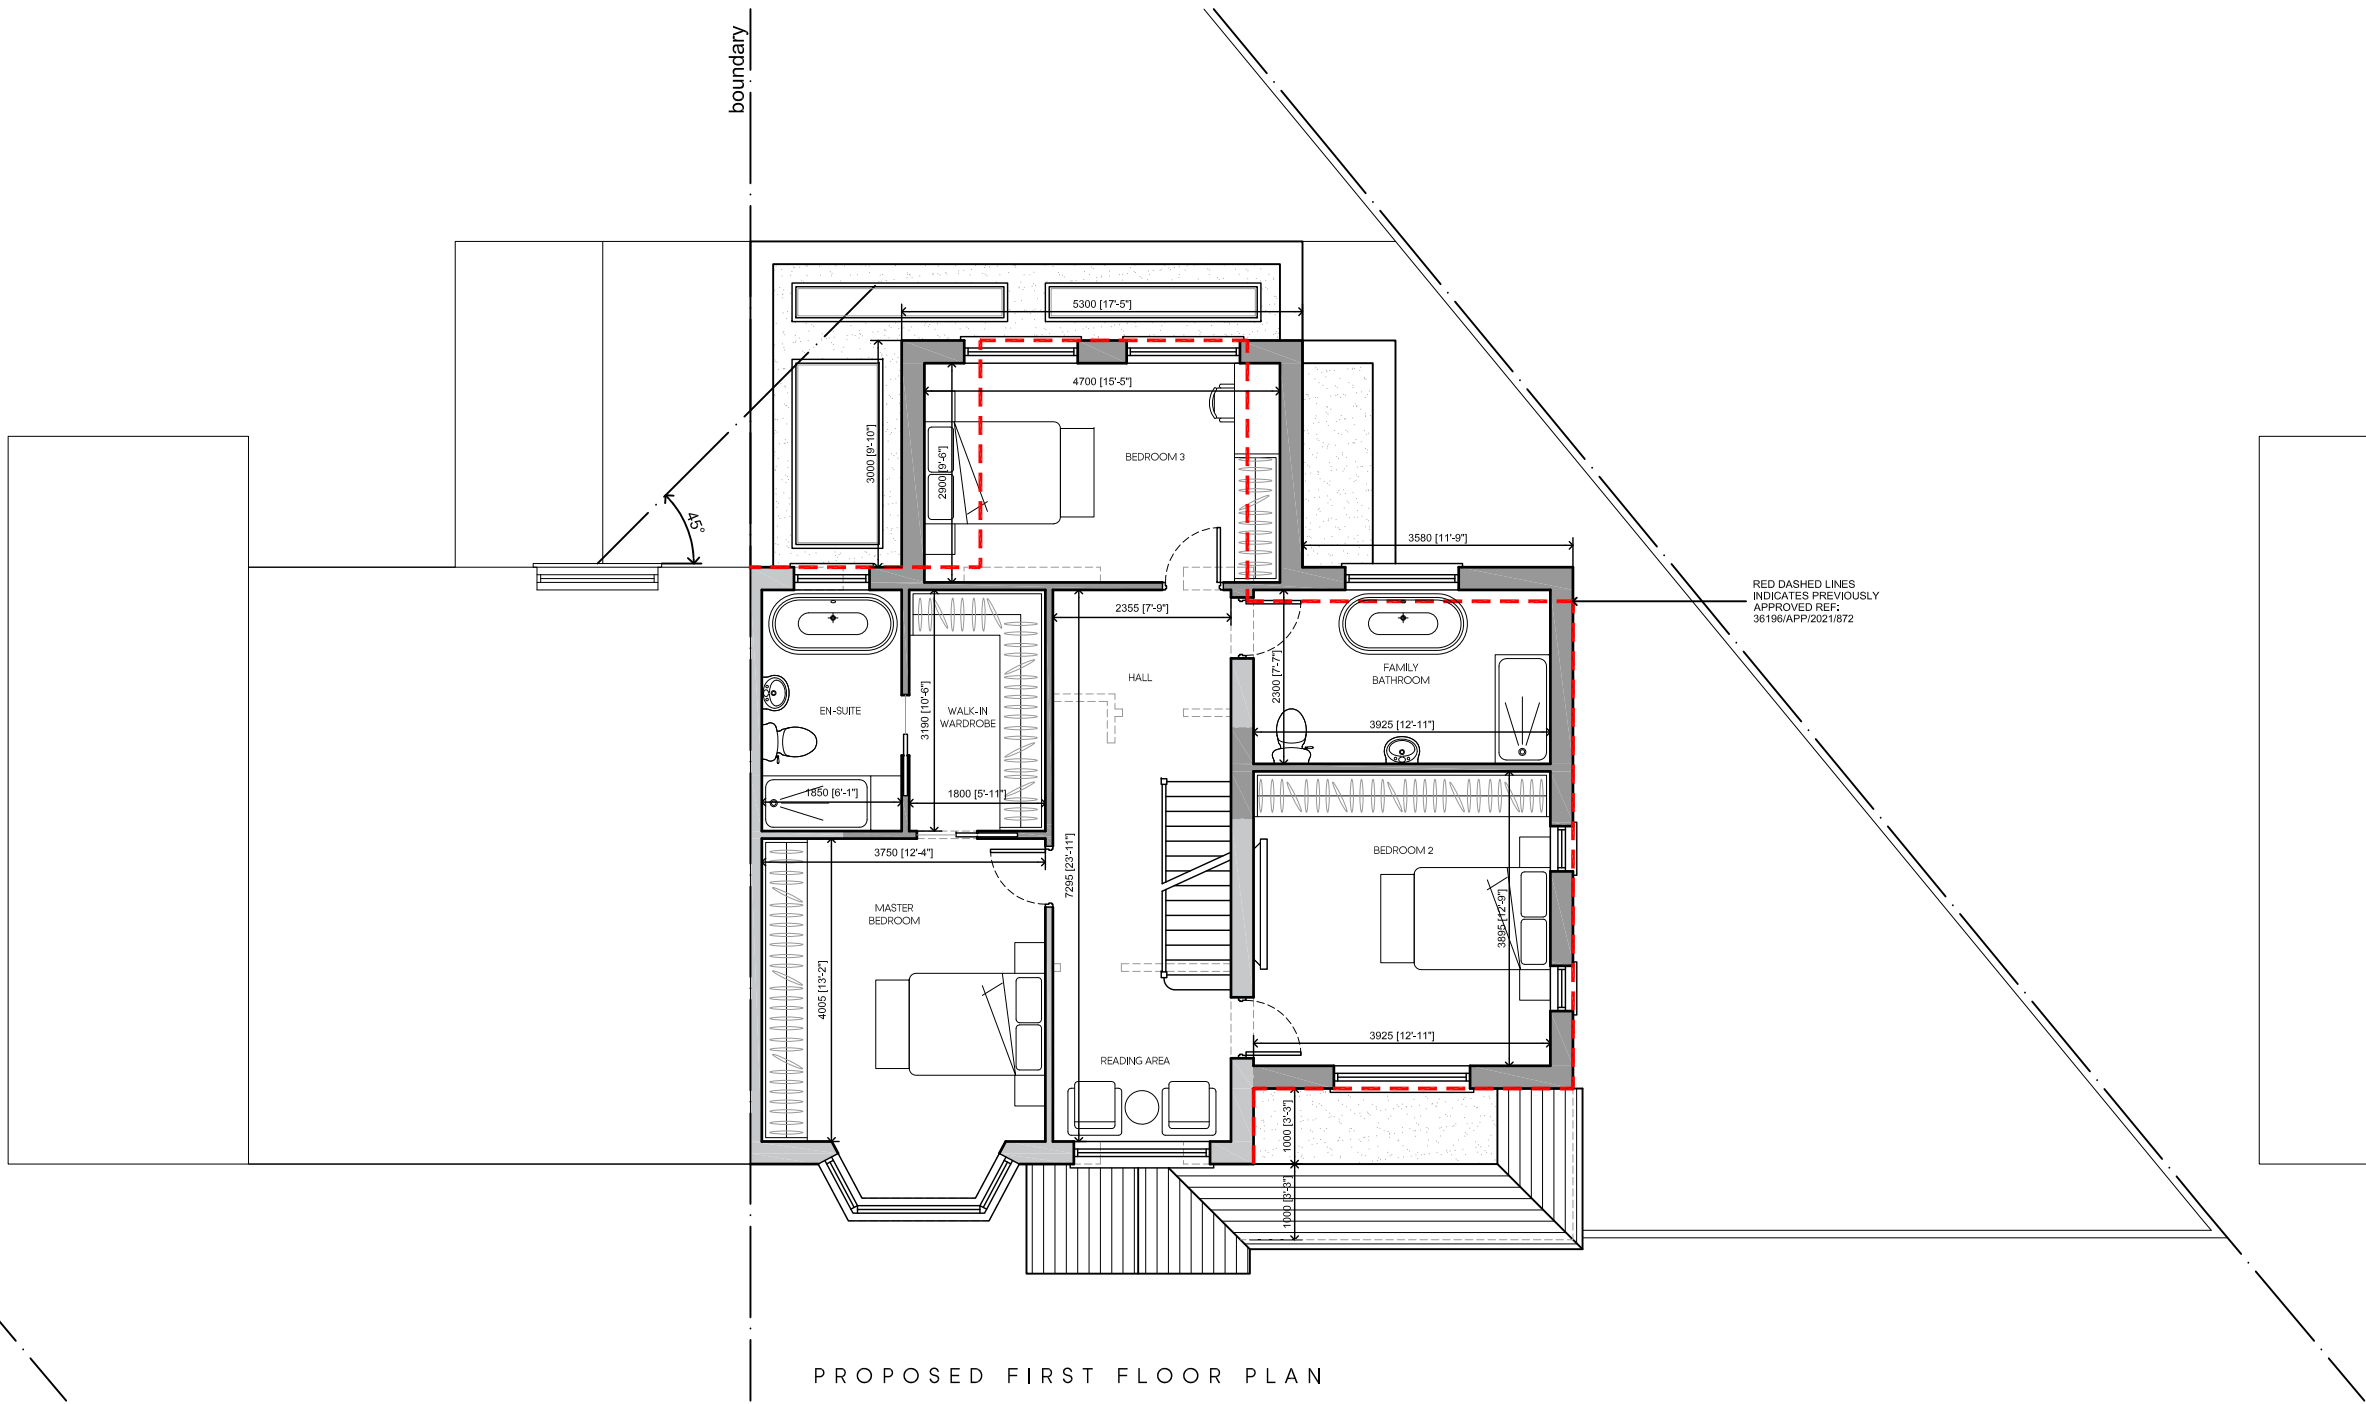 boundary
5300 [17'-5"]
4700 [15'-5"]
3000 [9'-10"]
2900 [9'-6"]
BEDROOM 3
45°
3580 [11'-9"]
RED DASHED LINES
INDICATES PREVIOUSLY
APPROVED REF:
36196/APP/2021/872
2355 [7'-9"]
HALL
2300 [7'-7"]
FAMILY
BATHROOM
3925 [12'-11"]
EN-SUITE
3190 [10'-6"]
WALK-IN
WARDROBE
1850 [6'-1"]
1800 [5'-11"]
3750 [12'-4"]
7295 [23'-11"]
BEDROOM 2
MASTER
BEDROOM
3895 [12'-9"]
4005 [13'-2"]
3925 [12'-11"]
READING AREA
1000 [3'-3"]
1000 [3'-3"]
PROPOSED FIRST FLOOR PLAN